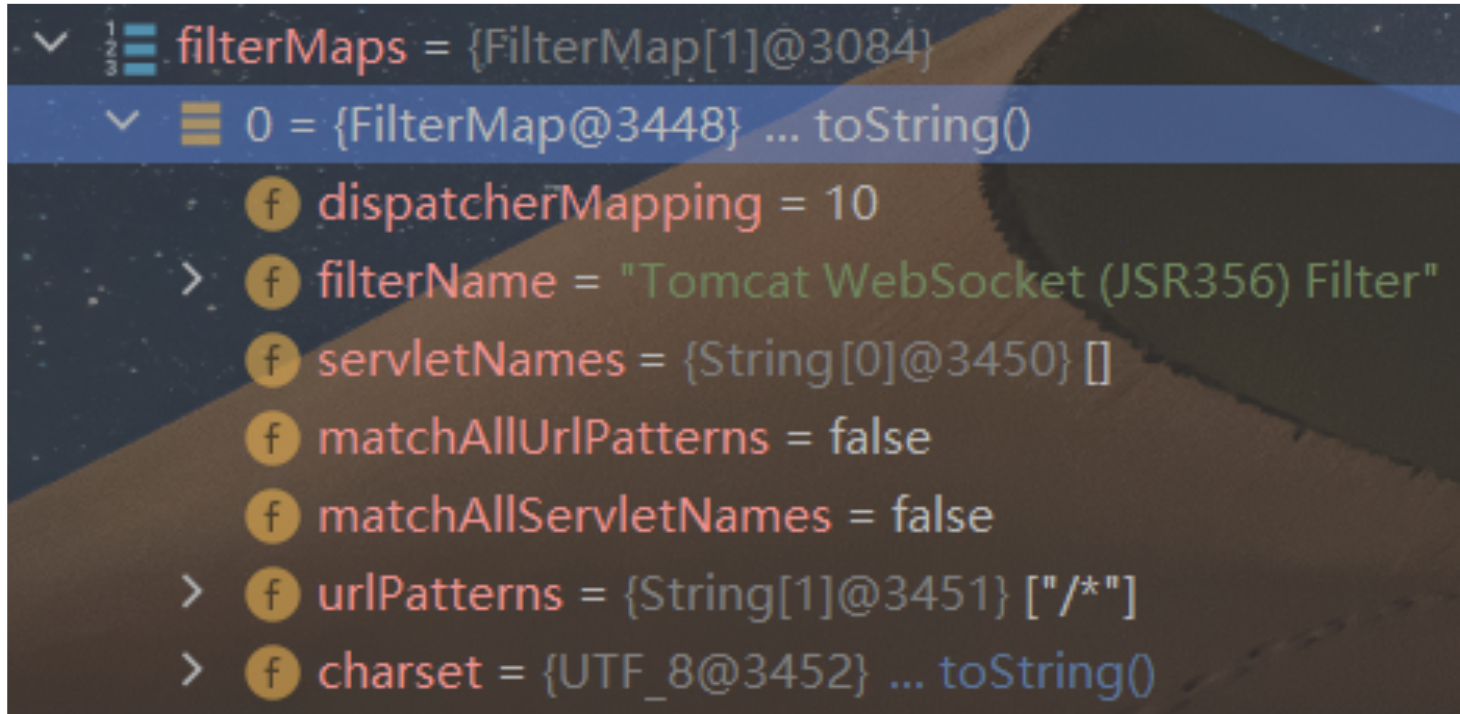 filterMaps = {FilterMap[1]@3084}
0 = {FilterMap@3448} ... toString()
f dispatcherMapping = 10
f filterName = "Tomcat WebSocket (JSR356) Filter"
f servletNames = {String[0]@3450} []
f matchAllUrlPatterns = false
f matchAllServletNames = false
f urlPatterns = {String[1]@3451} ["/*"]
f charset = {UTF_8@3452} ... toString()